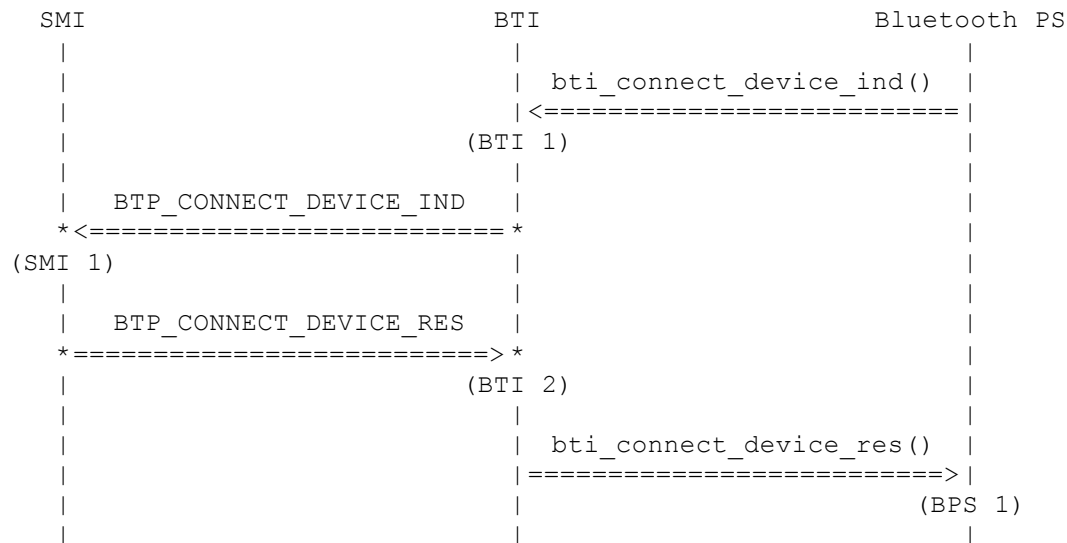 SMI BTI Bluetooth PS
bti_connect_device_ind()
(BTI 1)
BTP_CONNECT_DEVICE_IND
(SMI 1)
BTP_CONNECT_DEVICE_RES
(BTI 2)
bti_connect_device_res()
(BPS 1)